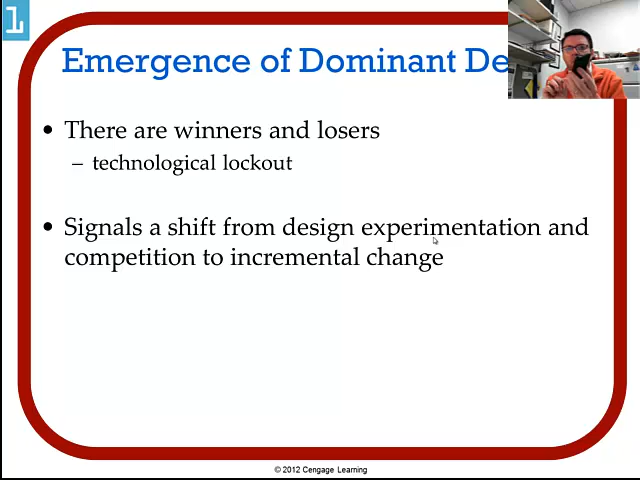 1
Emergence of Dominant De
• There are winners and losers
– technological lockout
• Signals a shift from design experimentation and
competition to incremental change
© 2012 Cengage Learning